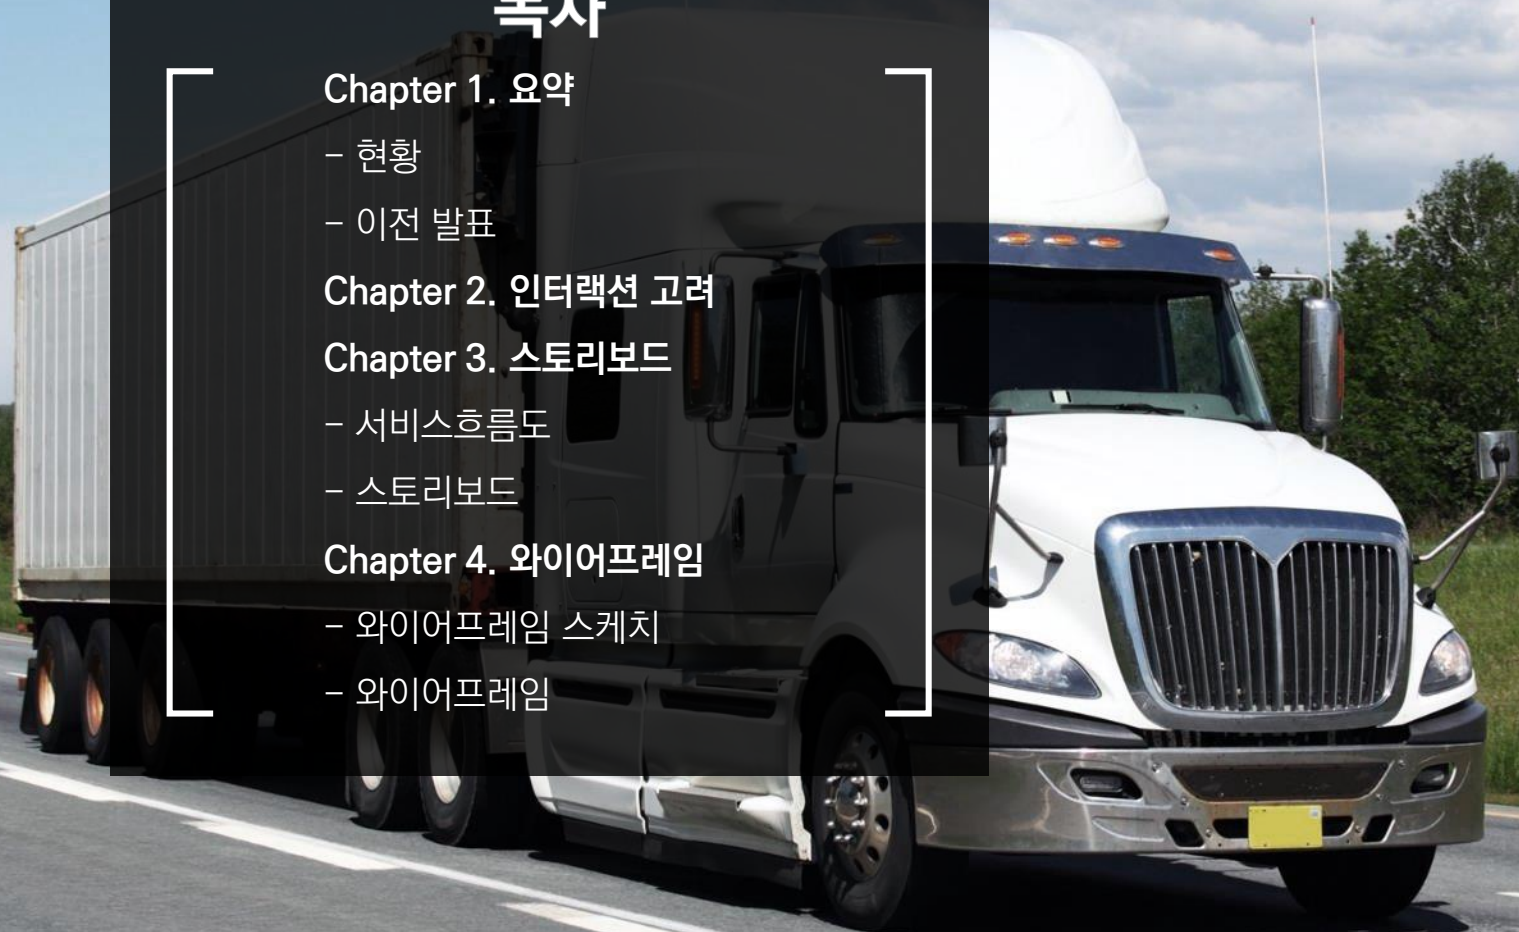 목차
Chapter 1. 요약
- 현황
- 이전 발표
Chapter 2. 인터랙션 고려
Chapter 3. 스토리보드
- 서비스흐름도
- 스토리보드
Chapter 4. 와이어프레임
- 와이어프레임 스케치
- 와이어프레임